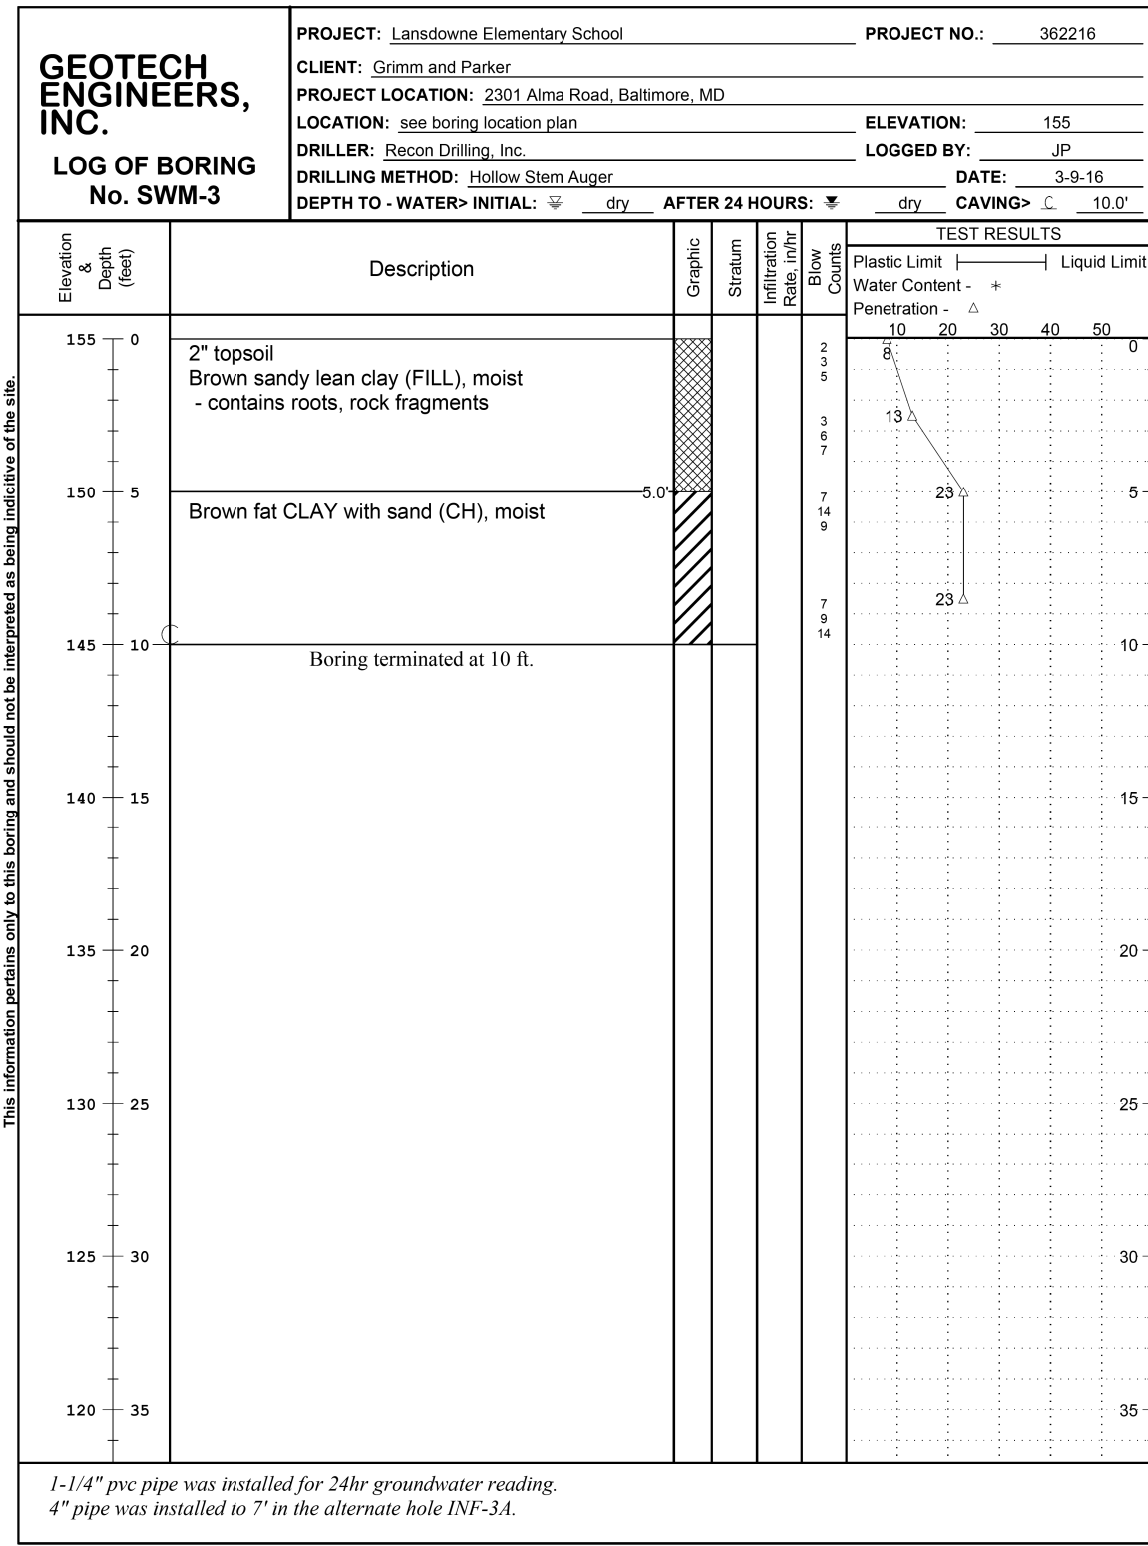 GEOTECH
ENGINEERS,
INC.
LOG OF BORING
No. SWM-3
PROJECT: Lansdowne Elementary School PROJECT NO.: 362216
CLIENT: Grimm and Parker
PROJECT LOCATION: 2301 Alma Road, Baltimore, MD
LOCATION: see boring location plan ELEVATION: 155
DRILLER: Recon Drilling, Inc. LOGGED BY: JP
DRILLING METHOD: Hollow Stem Auger DATE: 3-9-16
DEPTH TO - WATER> INITIAL: dry AFTER 24 HOURS: dry CAVING> C 10.0'
Elevation
&
Depth
(feet)
Description
Graphic
Stratum
Infiltration
Rate, in/hr
Blow
Counts
TEST RESULTS
Plastic Limit Liquid Limit
Water Content -
Penetration -
10 20 30 40 50
155 0 0
2" topsoil 2
8
3
Brown sandy lean clay (FILL), moist 5
- contains roots, rock fragments
3 13
6
7
150 5 5.0' 7 23 5
Brown fat CLAY with sand (CH), moist 14
9
7 23
9
C 14
145 10 10
Boring terminated at 10 ft.
140 15 15
135 20 20
130 25 25
125 30 30
120 35 35
1-1/4" pvc pipe was installed for 24hr groundwater reading.
4" pipe was installed to 7' in the alternate hole INF-3A.
This information pertains only to this boring and should not be interpreted as being indicitive of the site.